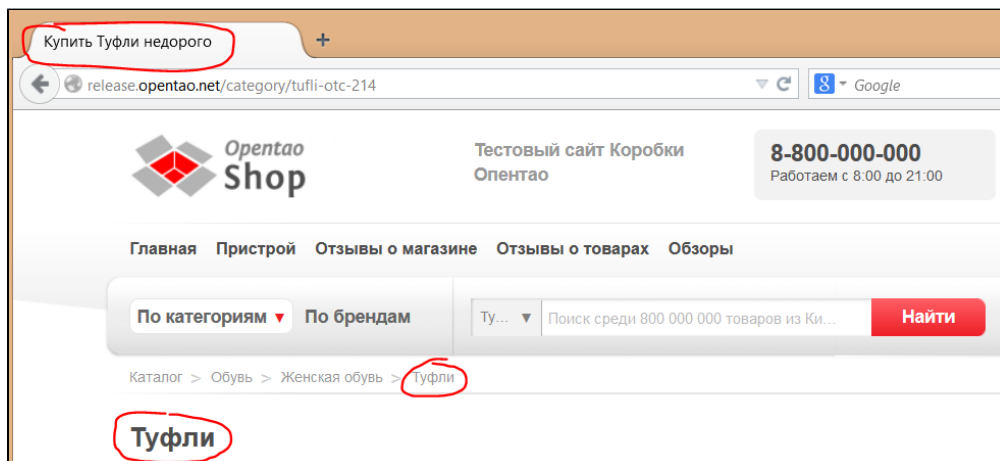 Купить Туфли недорого
+
release.opentao.net/category/tufli-otc-214
8 Google
Opentao
Shop
Тестовый сайт Коробки
Опентао
8-800-000-000
Работаем с 8:00 до 21:00
Главная Пристрой Отзывы о магазине Отзывы о товарах Обзоры
По категориям ▼ По брендам
Ту... ▼ Поиск среди 800 000 000 товаров из Ки... Найти
Каталог > Обувь > Женская обувь > Туфли
Туфли